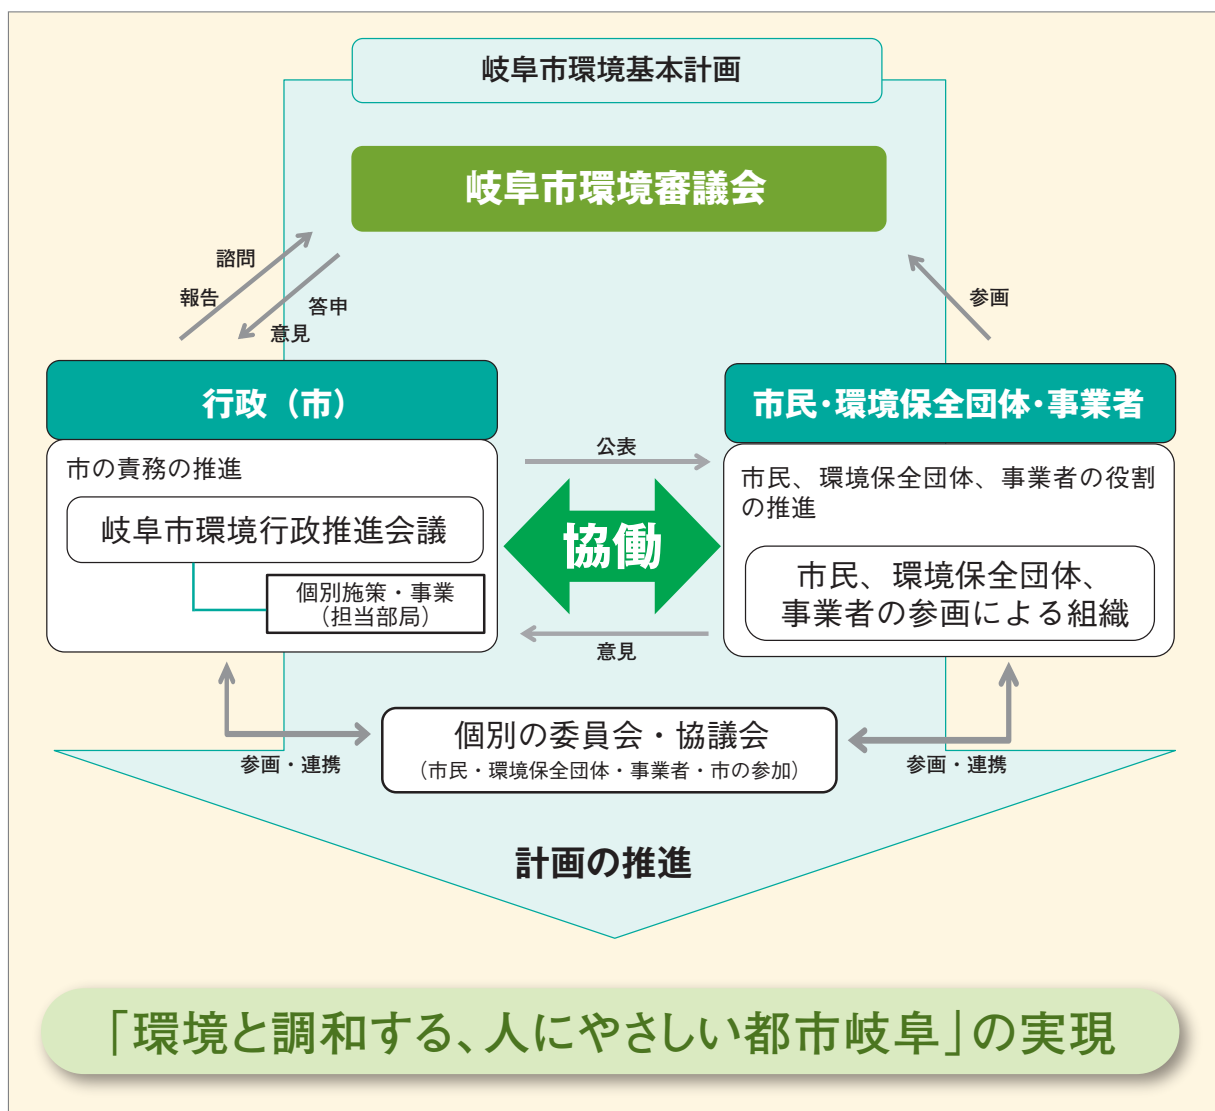 岐阜市環境基本計画
岐阜市環境審議会
諮問
報告
答申
意見
参画
行政（市）
市民・環境保全団体・事業者
市の責務の推進
岐阜市環境行政推進会議
個別施策・事業
（担当部局）
公表
協働
意見
市民、環境保全団体、事業者の役割
の推進
市民、環境保全団体、
事業者の参画による組織
個別の委員会・協議会
（市民・環境保全団体・事業者・市の参加）
参画・連携
参画・連携
計画の推進
「環境と調和する、人にやさしい都市岐阜」の実現